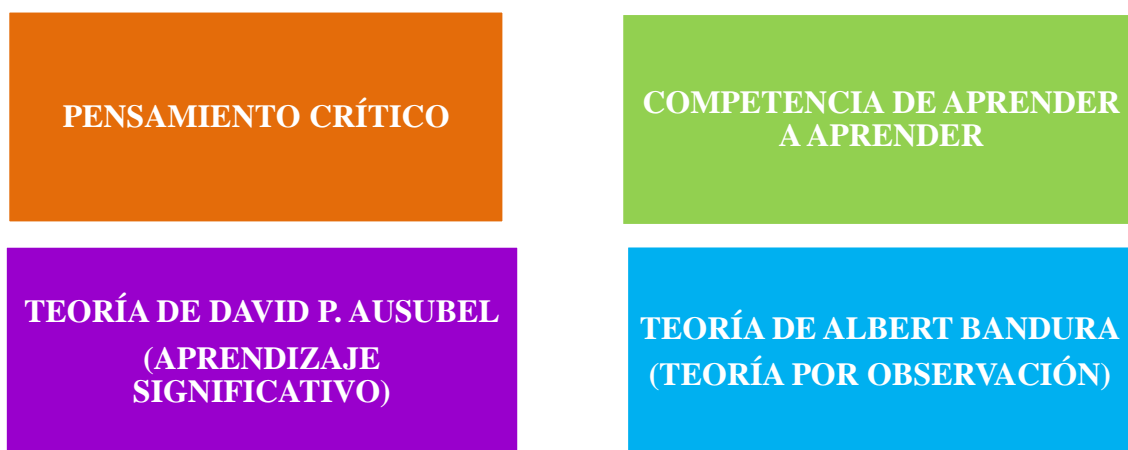 PENSAMIENTO CRÍTICO
COMPETENCIA DE APRENDER
A APRENDER
TEORÍA DE DAVID P. AUSUBEL
(APRENDIZAJE
SIGNIFICATIVO)
TEORÍA DE ALBERT BANDURA
(TEORÍA POR OBSERVACIÓN)